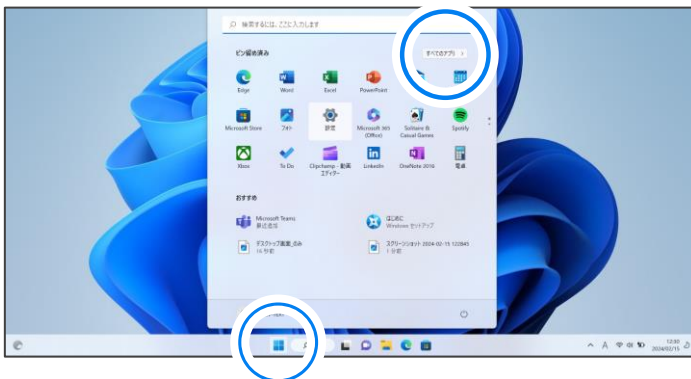 検索するには、ここに入力します
ピン留め済み
すべてのアプリ >
Edge
Word
Excel
PowerPoint
Microsoft Store
フォト
設定
Microsoft 365
(Office)
Solitaire &
Casual Games
Spotify
Xbox
To Do
Clipchamp - 動画
エディター
LinkedIn
OneNote 2016
電卓
おすすめ
Microsoft Teams
最近追加
はじめに
Windows セットアップ
デスクトップ画面_のみ
スクリーンショット 2024-02-15 122845
1 分前
A
12:30
2024/02/15